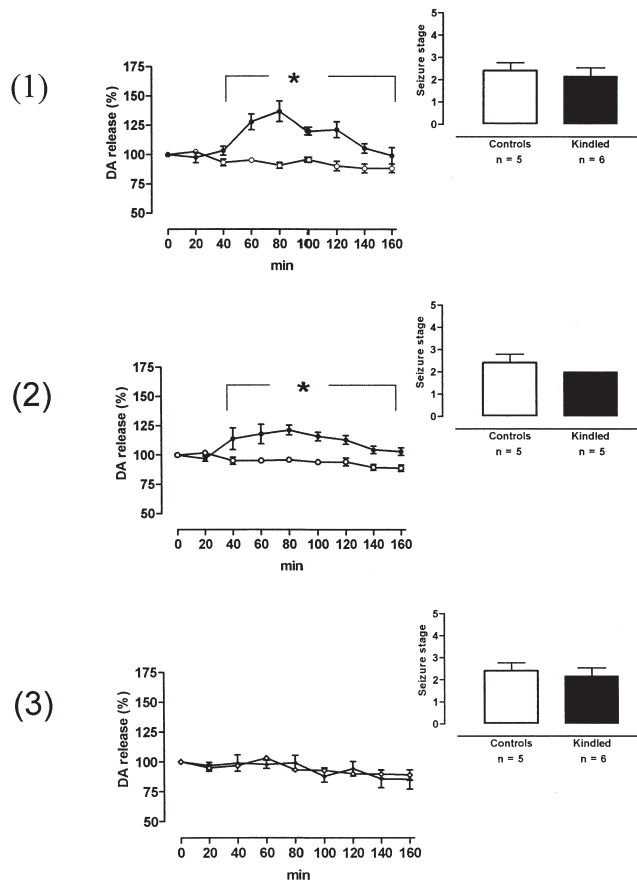 (1)
DA release (%)
175
150
125
100
75
50
*
0 20 40 60 80 100 120 140 160
min
Seizure stage
5
4
3
2
1
0
Controls Kindled
n = 5 n = 6
(2)
DA release (%)
175
150
125
100
75
50
*
0 20 40 60 80 100 120 140 160
min
Seizure stage
5
4
3
2
1
0
Controls Kindled
n = 5 n = 5
(3)
DA release (%)
175
150
125
100
75
50
0 20 40 60 80 100 120 140 160
min
Seizure stage
5
4
3
2
1
0
Controls Kindled
n = 5 n = 6